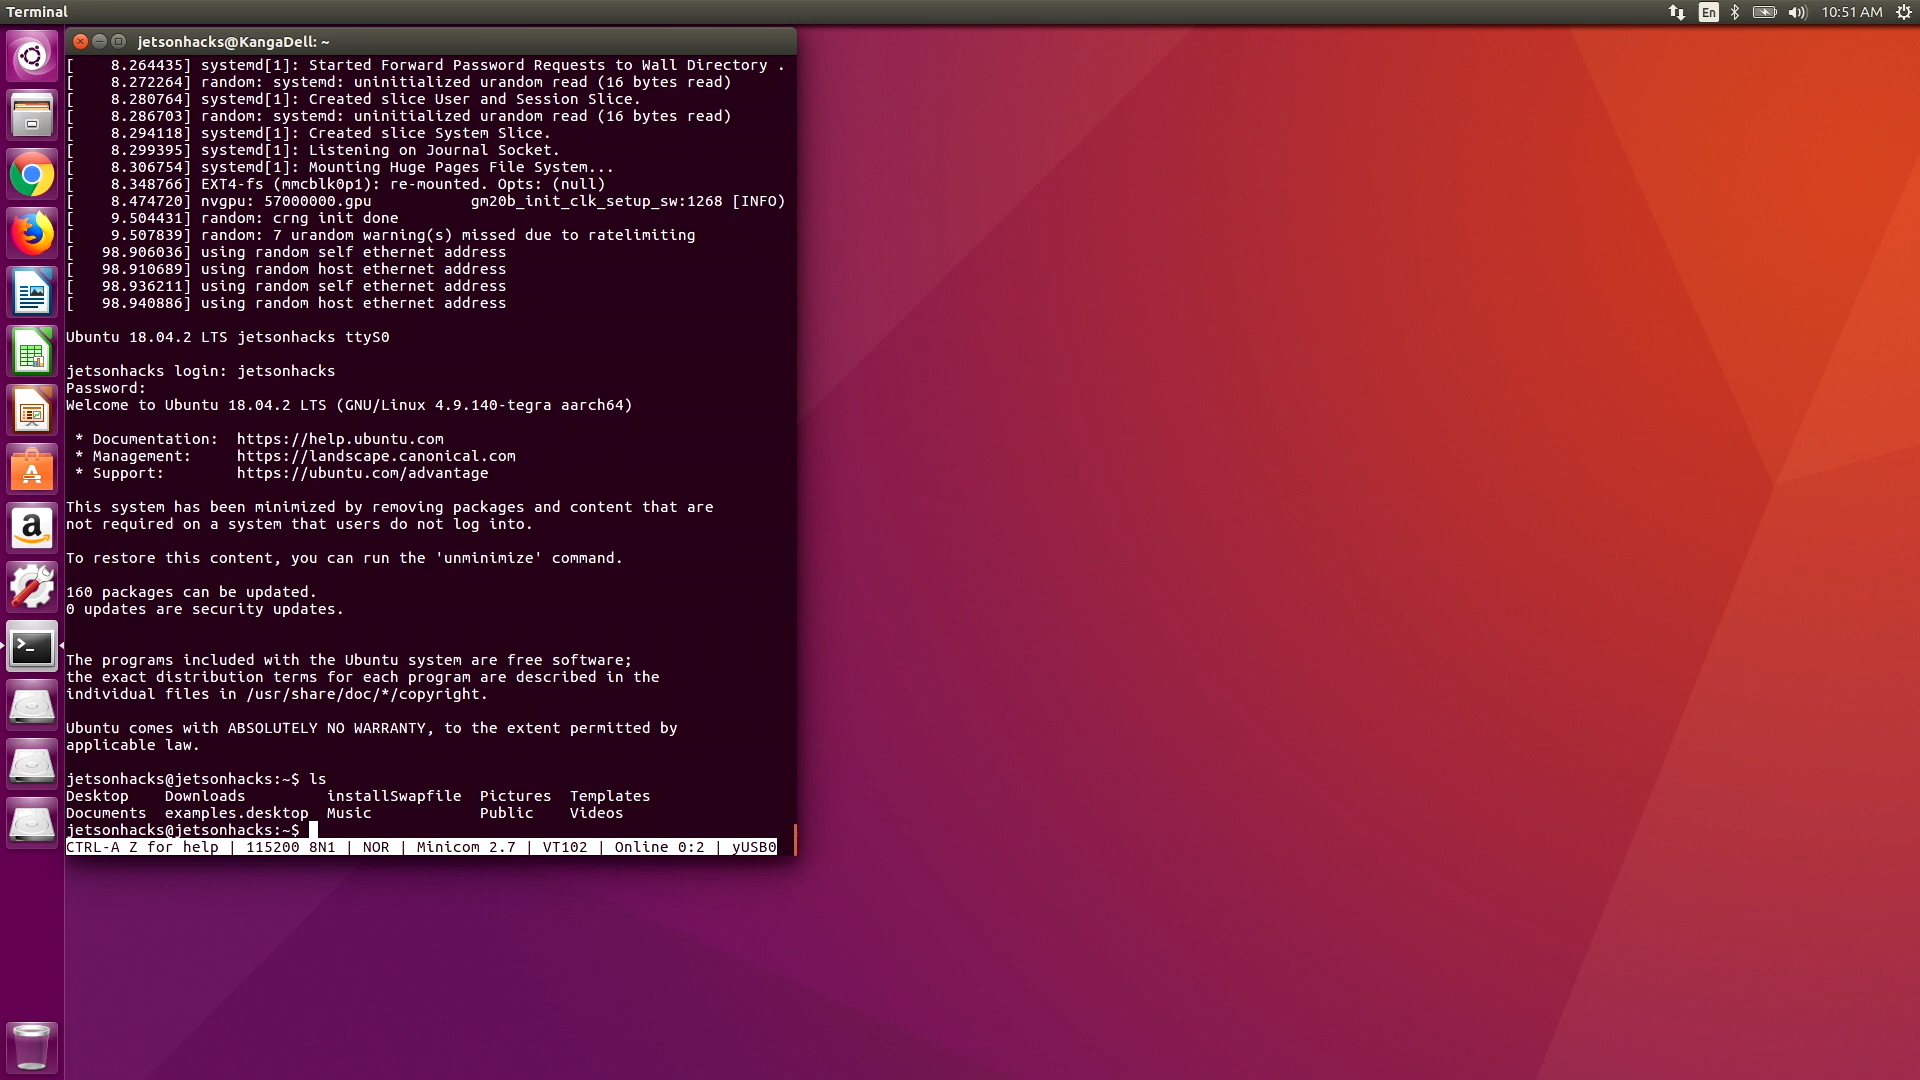 Terminal
En
10:51 AM
jetsonhacks@KangaDell: ~
[    8.264435] systemd[1]: Started Forward Password Requests to Wall Directory .
[    8.272264] random: systemd: uninitialized urandom read (16 bytes read)
[    8.280764] systemd[1]: Created slice User and Session Slice.
[    8.286703] random: systemd: uninitialized urandom read (16 bytes read)
[    8.294118] systemd[1]: Created slice System Slice.
[    8.299395] systemd[1]: Listening on Journal Socket.
[    8.306754] systemd[1]: Mounting Huge Pages File System...
[    8.348766] EXT4-fs (mmcblk0p1): re-mounted. Opts: (null)
[    8.474720] nvgpu: 57000000.gpu           gm20b_init_clk_setup_sw:1268 [INFO)
[    9.504431] random: crng init done
[    9.507839] random: 7 urandom warning(s) missed due to ratelimiting
[   98.906036] using random self ethernet address
[   98.910689] using random host ethernet address
[   98.936211] using random self ethernet address
[   98.940886] using random host ethernet address
Ubuntu 18.04.2 LTS jetsonhacks ttyS0
jetsonhacks login: jetsonhacks
Password:
Welcome to Ubuntu 18.04.2 LTS (GNU/Linux 4.9.140-tegra aarch64)
 * Documentation:  https://help.ubuntu.com
 * Management:     https://landscape.canonical.com
 * Support:        https://ubuntu.com/advantage
This system has been minimized by removing packages and content that are
not required on a system that users do not log into.
To restore this content, you can run the 'unminimize' command.
160 packages can be updated.
0 updates are security updates.
The programs included with the Ubuntu system are free software;
the exact distribution terms for each program are described in the
individual files in /usr/share/doc/*/copyright.
Ubuntu comes with ABSOLUTELY NO WARRANTY, to the extent permitted by
applicable law.
jetsonhacks@jetsonhacks:~$ ls
Desktop    Downloads         installSwapfile  Pictures  Templates
Documents  examples.desktop  Music            Public    Videos
jetsonhacks@jetsonhacks:~$
CTRL-A Z for help | 115200 8N1 | NOR | Minicom 2.7 | VT102 | Online 0:2 | yUSB0